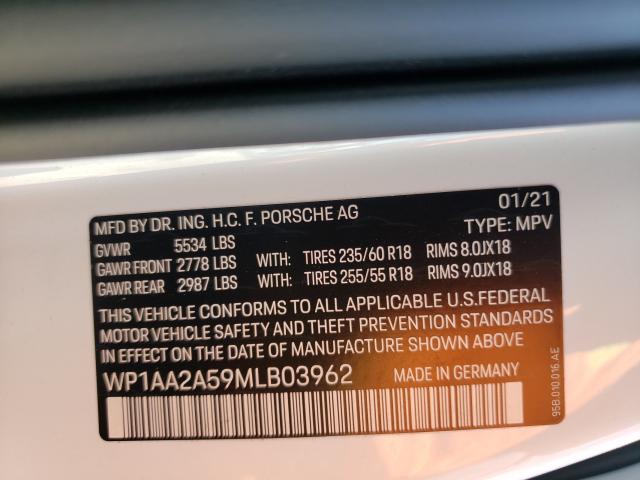 MFD BY DR. ING. H.C. F. PORSCHE AG 01/21
GVWR 5534 LBS TYPE: MPV
GAWR FRONT 2778 LBS WITH: TIRES 235/60 R18 RIMS 8.0JX18
GAWR REAR 2987 LBS WITH: TIRES 255/55 R18 RIMS 9.0JX18
THIS VEHICLE CONFORMS TO ALL APPLICABLE U.S.FEDERAL
MOTOR VEHICLE SAFETY AND THEFT PREVENTION STANDARDS
IN EFFECT ON THE DATE OF MANUFACTURE SHOWN ABOVE
WP1AA2A59MLB03962 MADE IN GERMANY
95B.010.016.AE